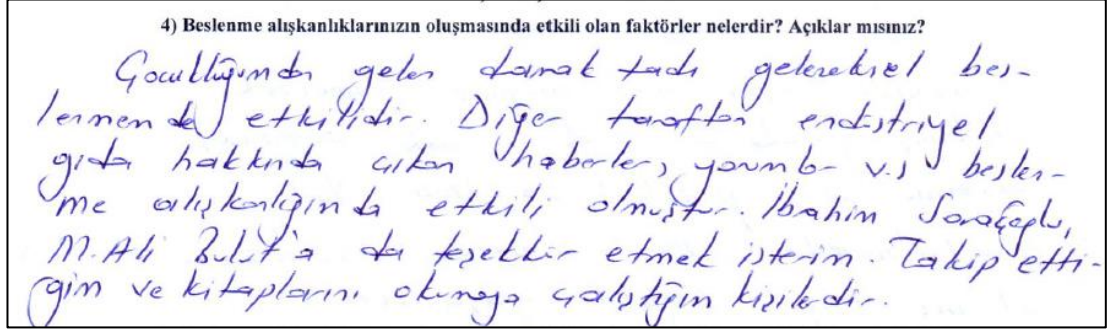 4) Beslenme alışkanlıklarınızın oluşmasında etkili olan faktörler nelerdir? Açıklar mısınız?
Çocukluğumdan gelen damak tadı geleneksel bes-
lenmemde etkilidir. Diğer taraftan endüstriyel
gıda hakkında çıkan haberler, yorumlar v.s beslen-
me alışkanlığımda etkili olmuştur. İbrahim Saraçoğlu,
M. Ali Bulut'a da teşekkür etmek isterim. Takip etti-
ğim ve kitaplarını okumaya çalıştığım kişilerdir.